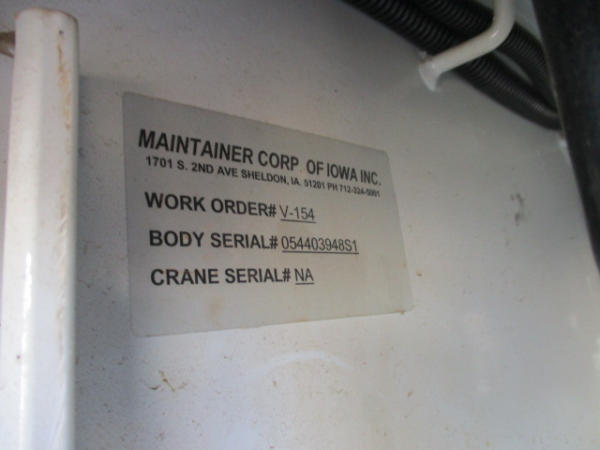 MAINTAINER CORP. OF IOWA INC.
1701 S. 2ND AVE SHELDON, IA. 51201 PH 712-324-5001
WORK ORDER# V-154
BODY SERIAL# 054403948S1
CRANE SERIAL# NA